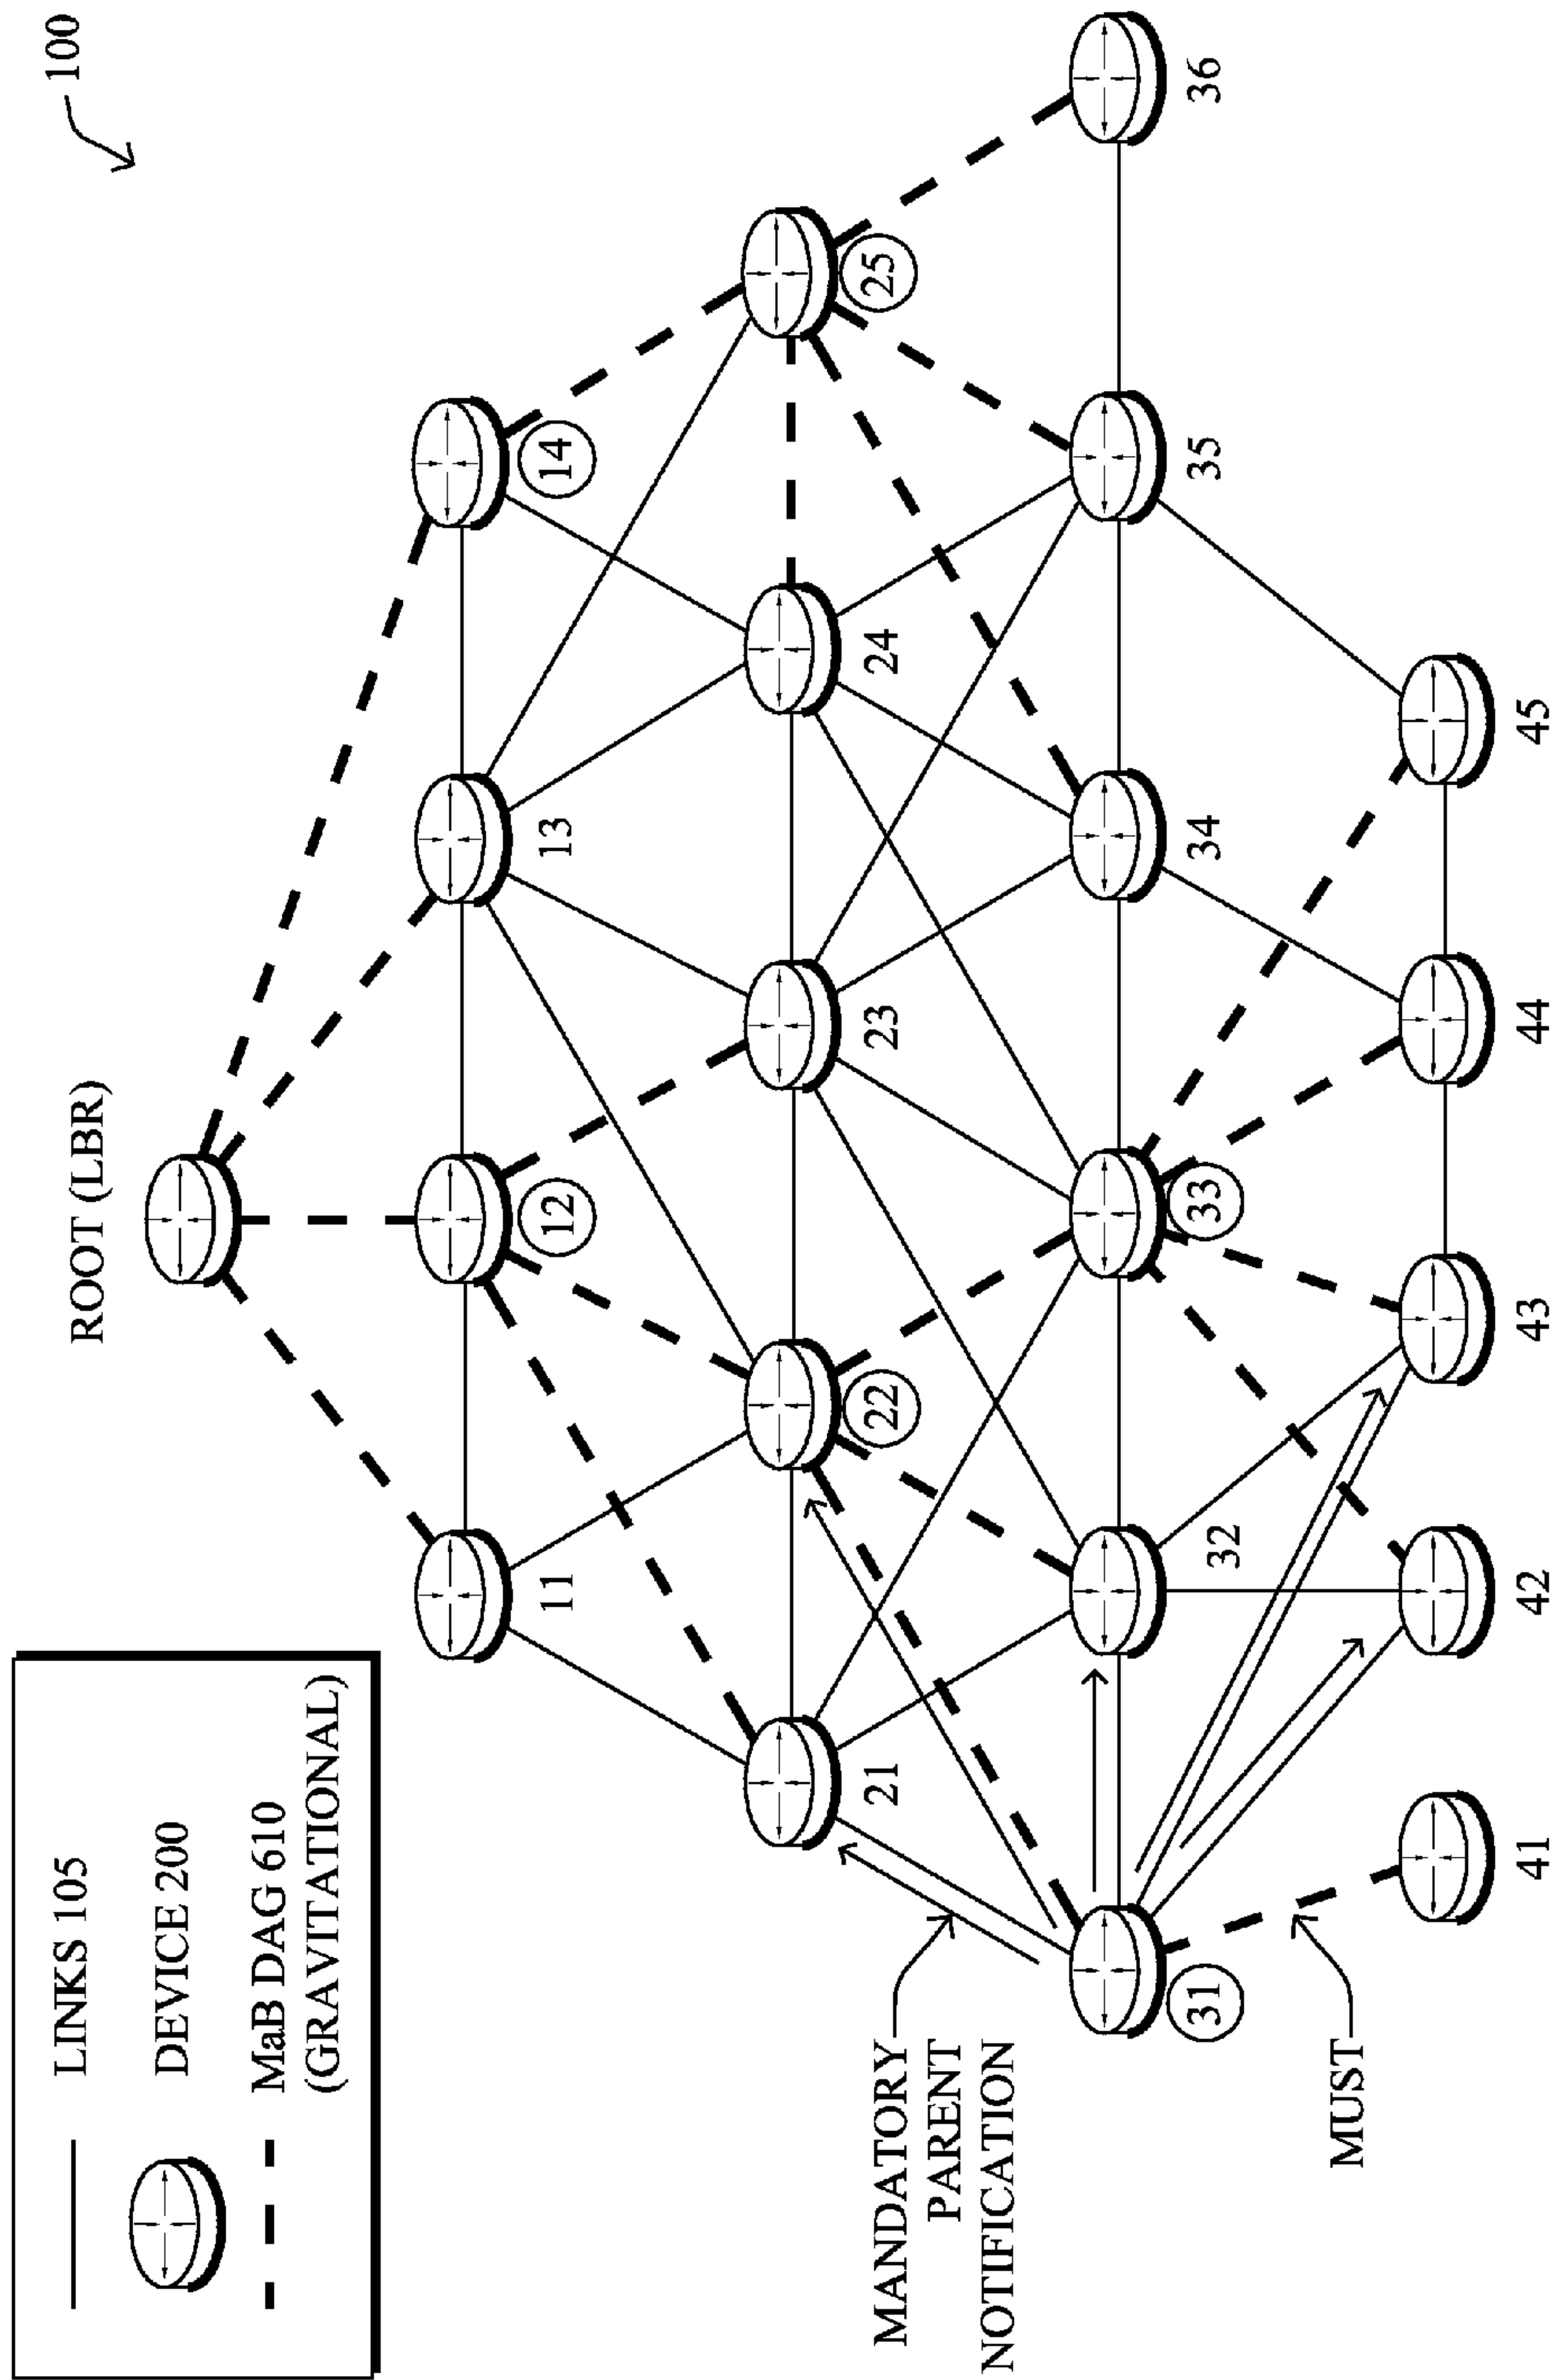 LINKS 105
DEVICE 200
MaB DAG 610
(GRAVITATIONAL)
100
ROOT (LBR)
11
12
13
14
21
22
23
24
25
MANDATORY
PARENT
NOTIFICATION
31
32
33
34
35
36
MUST
41
42
43
44
45